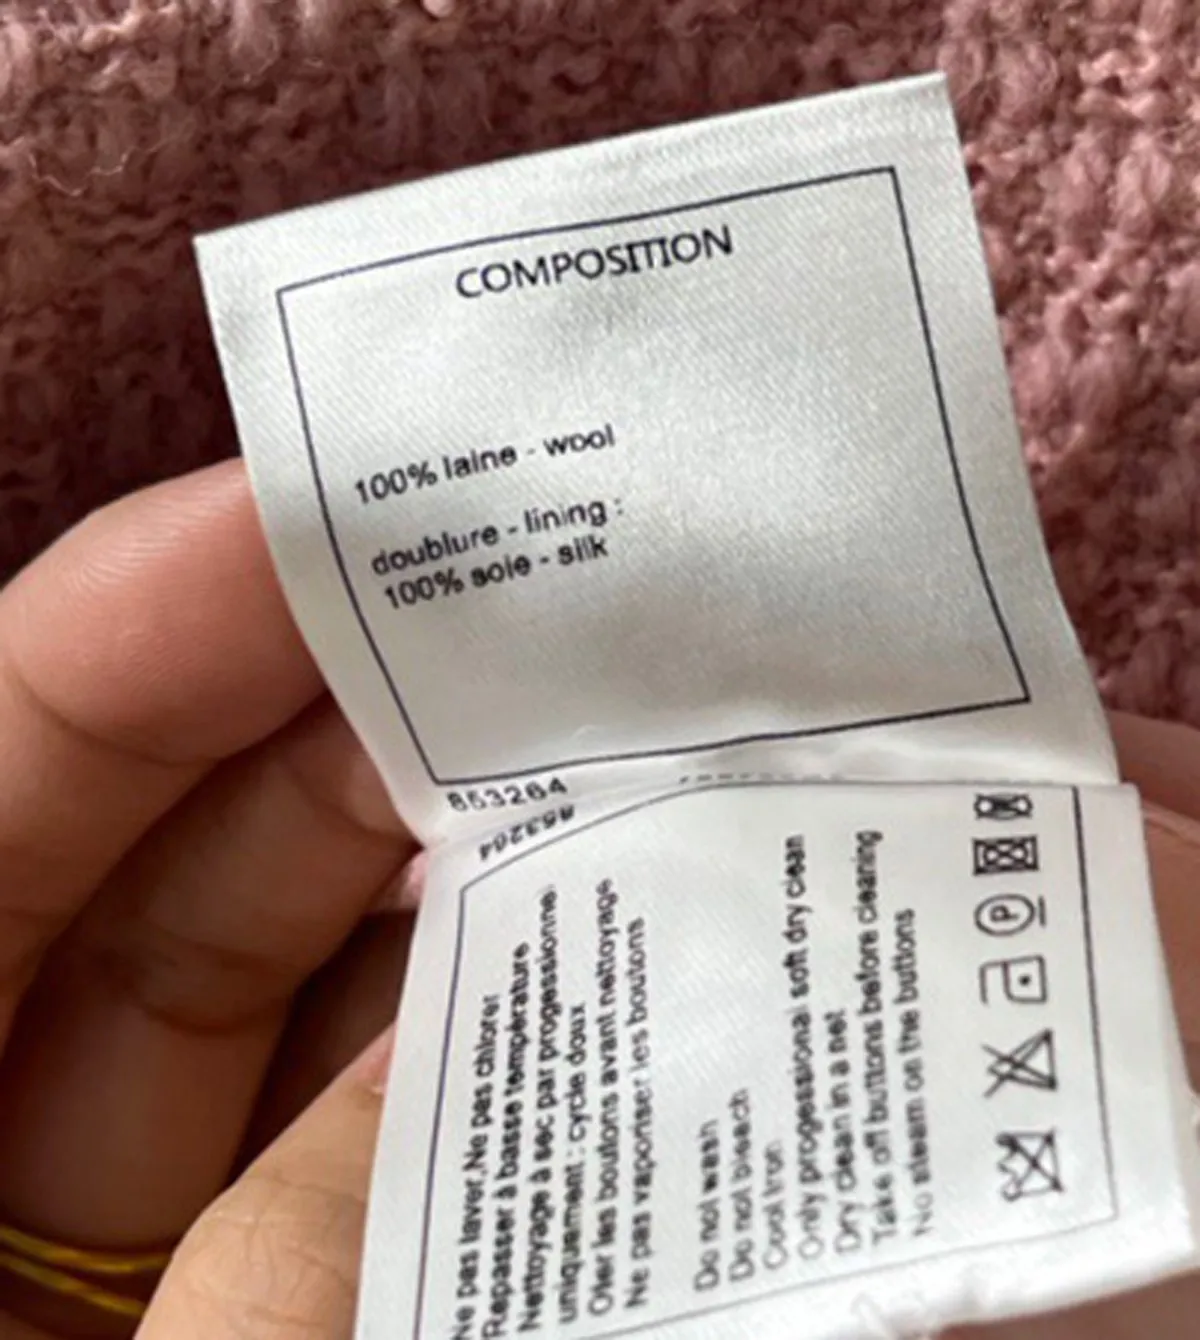 COMPOSITION
100% laine - wool
doublure - lining :
100% soie - silk
853264
853264
Ne pas laver.Ne pas chlorer
Repasser à basse température
Nettoyage à sec par progessionnel
uniquement : cycle doux
Oter les boutons avant nettoyage
Ne pas vaporiser les boutons
Do not wash
Do not bleach
Cool iron
Only progessional soft dry clean
Dry clean in a net
Take off buttons before cleaning
No steam on the buttons
P